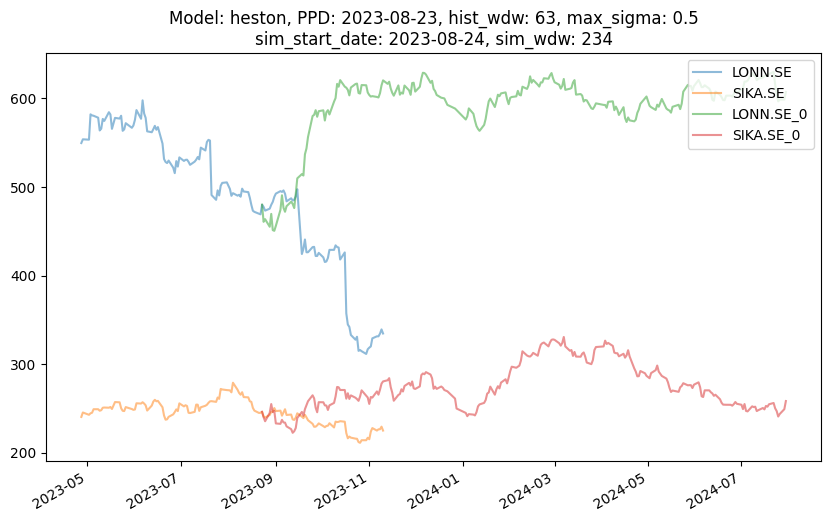 Model: heston, PPD: 2023-08-23, hist_wdw: 63, max_sigma: 0.5
sim_start_date: 2023-08-24, sim_wdw: 234
LONN.SE
SIKA.SE
LONN.SE_0
SIKA.SE_0
600
500
400
300
200
2023-05
2023-07
2023-09
2023-11
2024-01
2024-03
2024-05
2024-07